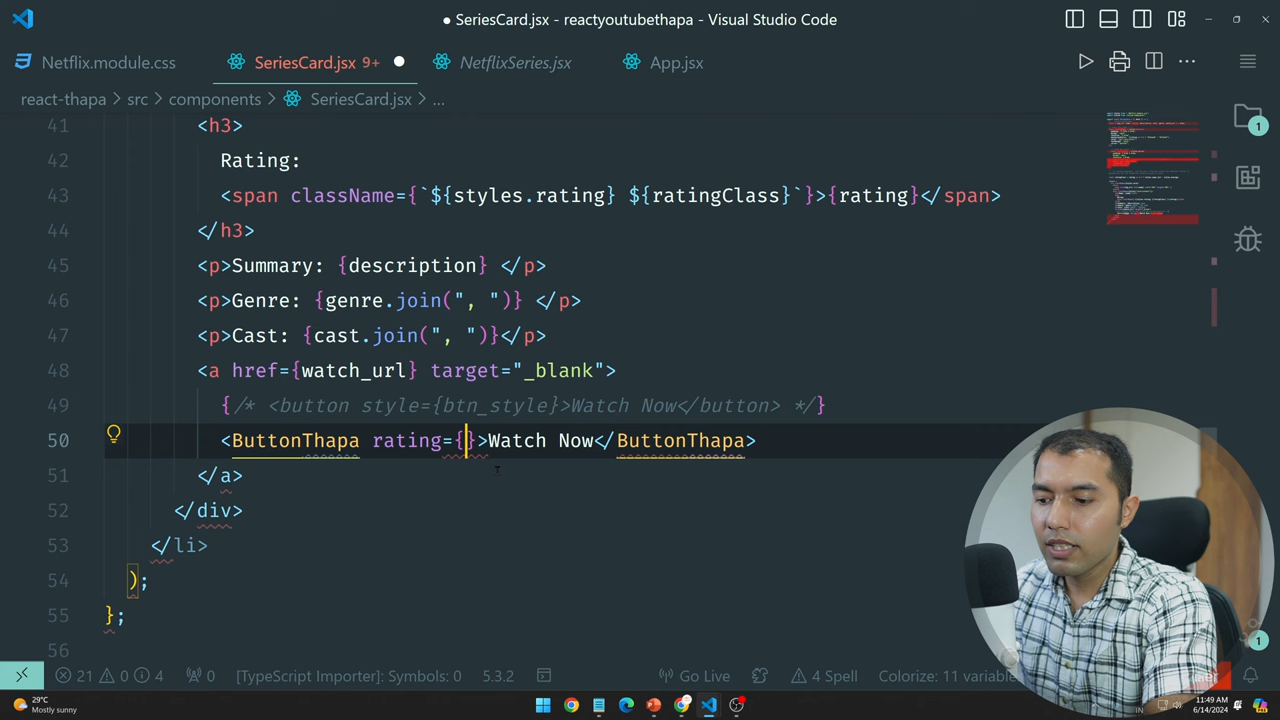 SeriesCard.jsx - reactyoutubethapa - Visual Studio Code
Netflix.module.css
SeriesCard.jsx 9+
NetflixSeries.jsx
App.jsx
react-thapa > src > components > SeriesCard.jsx > ...
41 <h3>
42 Rating:
43 <span className={`${styles.rating} ${ratingClass}`}>{rating}</span>
44 </h3>
45 <p>Summary: {description} </p>
46 <p>Genre: {genre.join(", ")} </p>
47 <p>Cast: {cast.join(", ")}</p>
48 <a href={watch_url} target="_blank">
49 {/* <button style={btn_style}>Watch Now</button> */}
50 <ButtonThapa rating={}>Watch Now</ButtonThapa>
51 </a>
52 </div>
53 </li>
54 );
55 };
56
1
1
21 0 4 0 [TypeScript Importer]: Symbols: 0 5.3.2 Go Live 4 Spell Colorize: 11 variable
29°C
Mostly sunny
IN
11:49 AM
6/14/2024